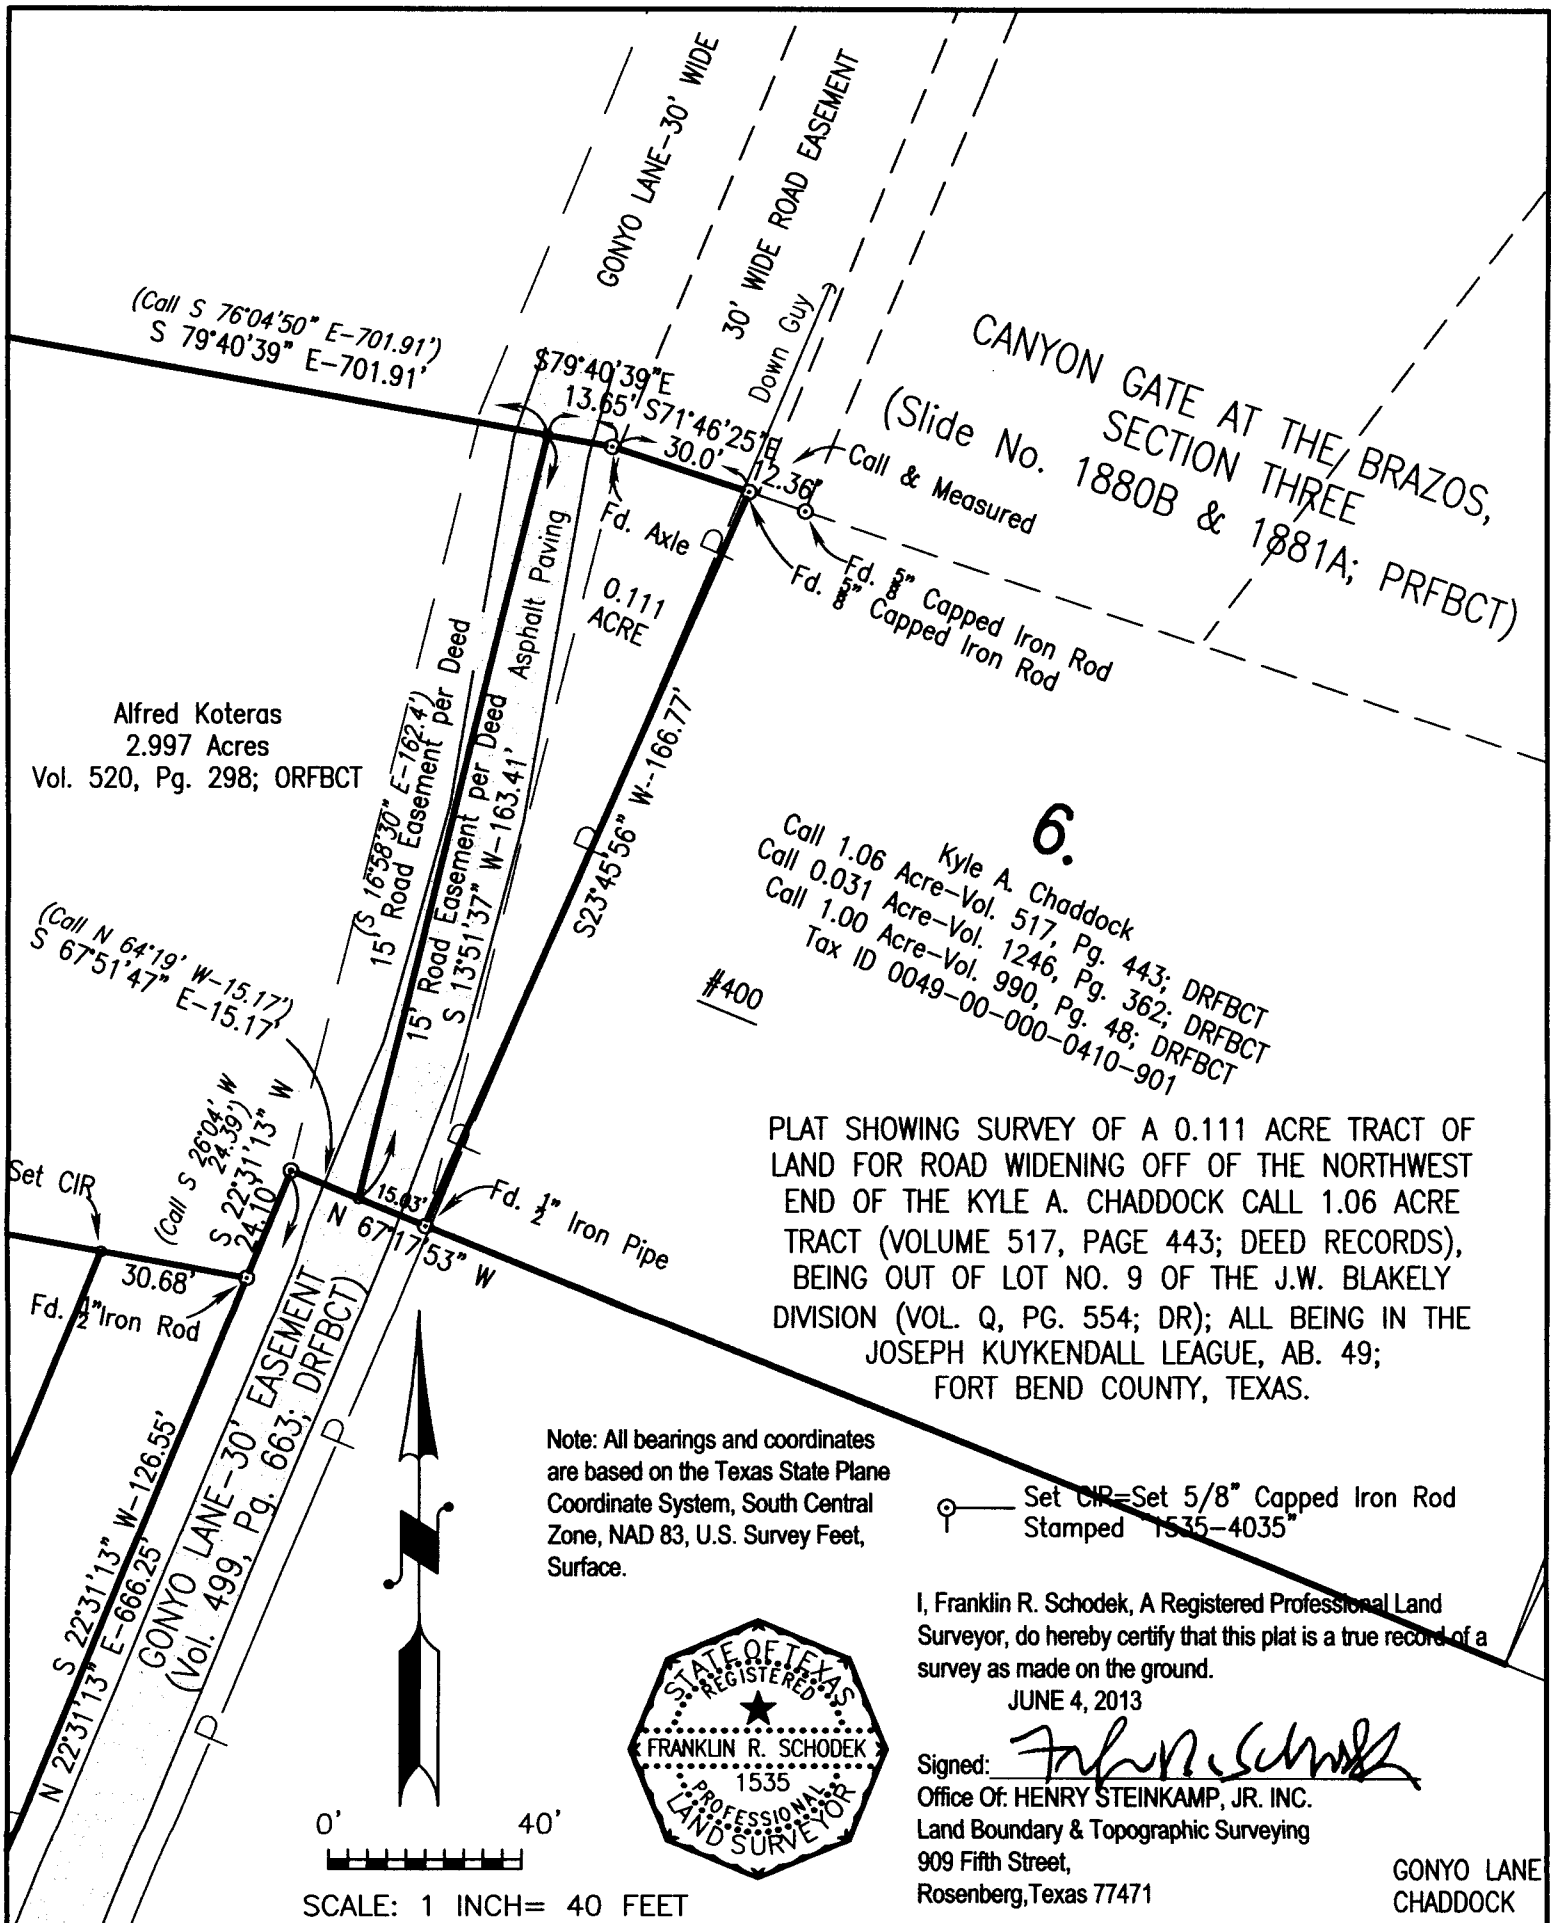 GONYO LANE-30' WIDE
30' WIDE ROAD EASEMENT
Down Guy
(Call S 76°04'50" E-701.91')
S 79°40'39" E-701.91'
S79°40'39"E
13.65'
S71°46'25"E
30.0'
12.36'
Call & Measured
CANYON GATE AT THE BRAZOS,
SECTION THREE
(Slide No. 1880B & 1881A; PRFBCT)
Fd. Axle
Fd. 5/8" Capped Iron Rod
Fd. 5/8" Capped Iron Rod
0.111
ACRE
Asphalt Paving
P
Alfred Koteras
2.997 Acres
Vol. 520, Pg. 298; ORFBCT
(S 16°58'30" E-162.4')
15' Road Easement per Deed
15' Road Easement per Deed
S 13°51'37" W-163.41'
S23°45'56" W--166.77'
P
6.
Kyle A. Chaddock
Call 1.06 Acre-Vol. 517, Pg. 443; DRFBCT
Call 0.031 Acre-Vol. 1246, Pg. 362; DRFBCT
Call 1.00 Acre-Vol. 990, Pg. 48; DRFBCT
Tax ID 0049-00-000-0410-901
#400
(Call N 64°19' W-15.17')
S 67°51'47" E-15.17'
(Call S 26°04' W
24.39')
S 22°31'13" W
24.10'
Set CIR
30.68'
Fd. 1/2" Iron Rod
15.03'
N 67°17'53" W
Fd. 1/2" Iron Pipe
P
PLAT SHOWING SURVEY OF A 0.111 ACRE TRACT OF
LAND FOR ROAD WIDENING OFF OF THE NORTHWEST
END OF THE KYLE A. CHADDOCK CALL 1.06 ACRE
TRACT (VOLUME 517, PAGE 443; DEED RECORDS),
BEING OUT OF LOT NO. 9 OF THE J.W. BLAKELY
DIVISION (VOL. Q, PG. 554; DR); ALL BEING IN THE
JOSEPH KUYKENDALL LEAGUE, AB. 49;
FORT BEND COUNTY, TEXAS.
S 22°31'13" W-126.55'
N 22°31'13" E-666.25'
GONYO LANE-30' EASEMENT
(Vol. 499, Pg. 663; DRFBCT)
P
P
Note: All bearings and coordinates
are based on the Texas State Plane
Coordinate System, South Central
Zone, NAD 83, U.S. Survey Feet,
Surface.
Set CIR=Set 5/8" Capped Iron Rod
Stamped "1535-4035"
I, Franklin R. Schodek, A Registered Professional Land
Surveyor, do hereby certify that this plat is a true record of a
survey as made on the ground.
JUNE 4, 2013
Signed:
Office Of: HENRY STEINKAMP, JR. INC.
Land Boundary & Topographic Surveying
909 Fifth Street,
Rosenberg,Texas 77471
STATE OF TEXAS
REGISTERED
FRANKLIN R. SCHODEK
1535
PROFESSIONAL
LAND SURVEYOR
0' 40'
SCALE: 1 INCH= 40 FEET
GONYO LANE
CHADDOCK